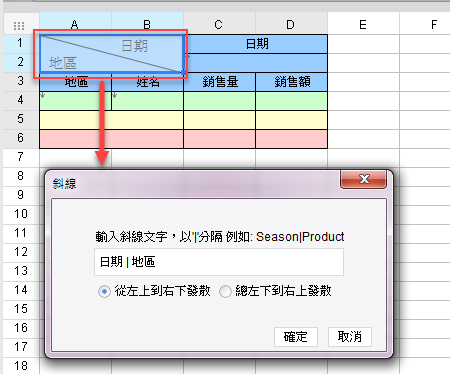 A B C D E F
1 日期 日期
2 地區
3 地區 姓名 銷售量 銷售額
4
5
6
7
8
9
10
11
12
13
14
15
16
17
18
斜線
輸入斜線文字，以'|'分隔 例如: Season|Product
日期 | 地區
從左上到右下發散 總左下到右上發散
確定 取消